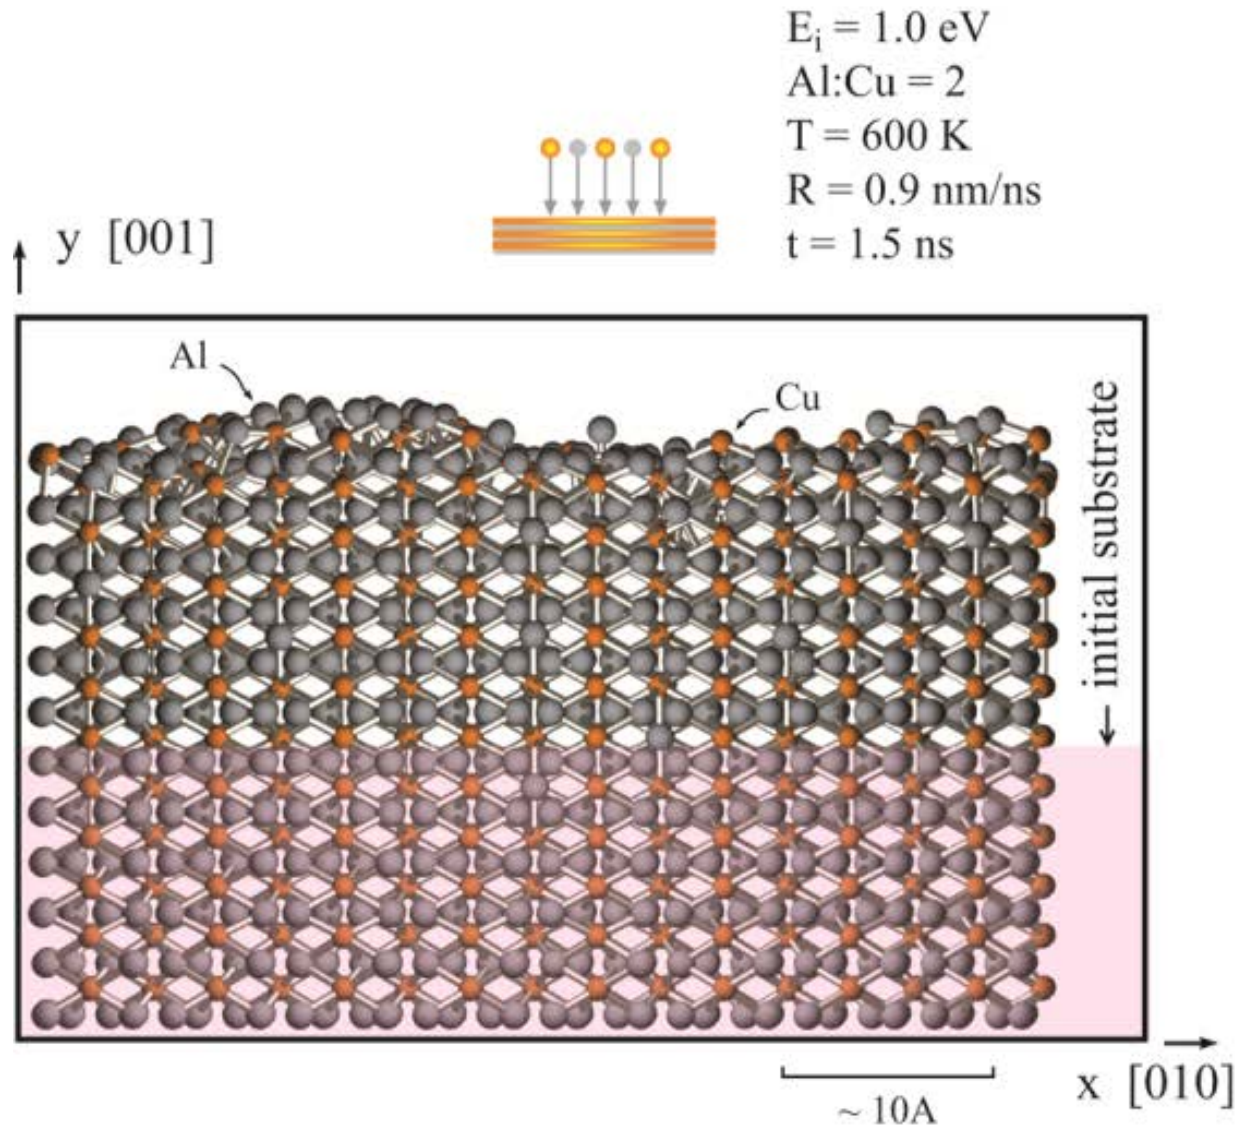 E_i = 1.0 eV
Al:Cu = 2
T = 600 K
R = 0.9 nm/ns
t = 1.5 ns
y [001]
Al
Cu
initial substrate
x [010]
~ 10A